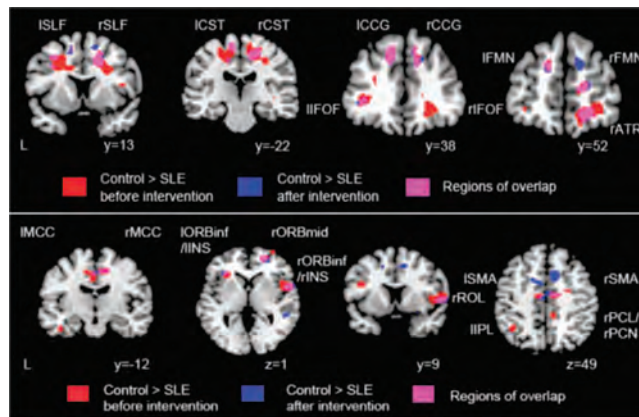 lSLF rSLF lCST rCST lCCG rCCG
lFMN rFMN
lIFOF rIFOF
rATR
L y=13 y=-22 y=38 y=52
Control > SLE Control > SLE Regions of overlap
before intervention after intervention
lMCC rMCC lORBinf rORBmid
/lINS
rORBinf
/rINS
lSMA rSMA
rROL
lIPL rPCL/
rPCN
L y=-12 z=1 y=9 z=49
Control > SLE Control > SLE Regions of overlap
before intervention after intervention